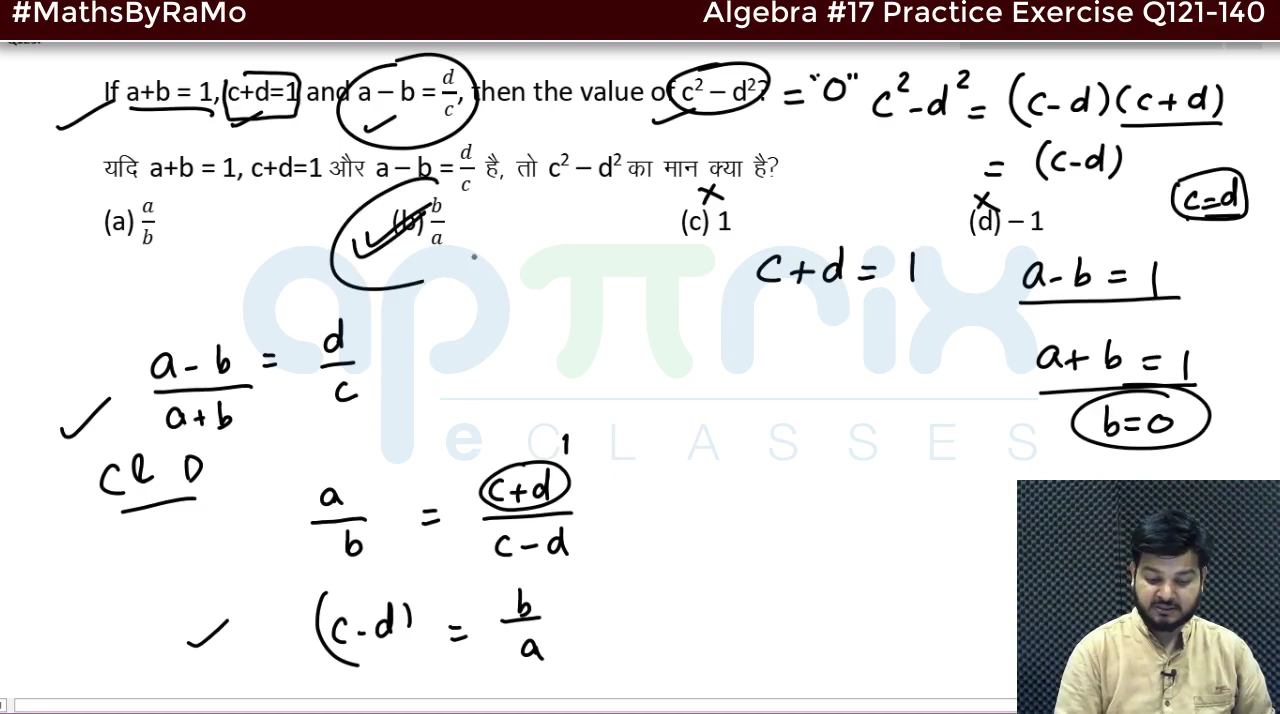 #MathsByRaMo
Algebra #17 Practice Exercise Q121-140
If a+b = 1, c+d=1 and a – b = d/c, then the value of c² – d²? = "0"
c² - d² = (c-d)(c+d)
= (c-d)
c=d
यदि a+b = 1, c+d=1 और a – b = d/c है, तो c² – d² का मान क्या है?
(a) a/b (b) b/a (c) 1 (d) – 1
c+d = 1
a-b = 1
a+b = 1
b=0
a-b/a+b = d/c
C & D
a/b = c+d/c-d
1
(c-d) = b/a
apπrix
eCLASSES